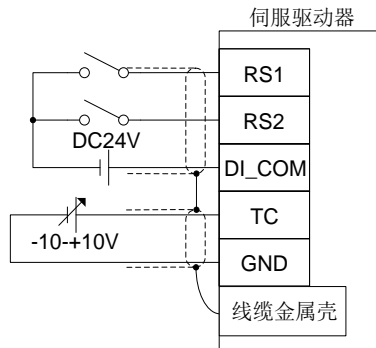 伺服驱动器
RS1
RS2
DC24V
DI_COM
TC
-10-+10V
GND
线缆金属壳